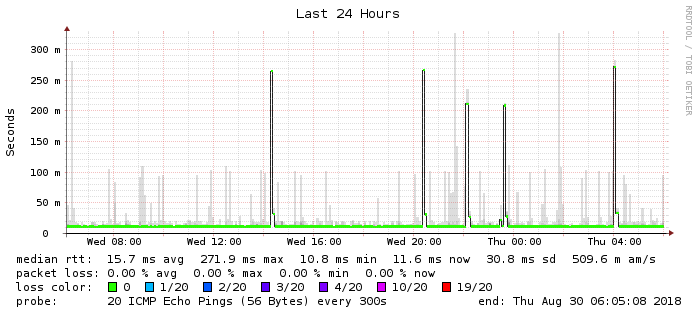 Last 24 Hours
RRDTOOL / TOBI OETIKER
Seconds
300 m
250 m
200 m
150 m
100 m
50 m
0
Wed 08:00 Wed 12:00 Wed 16:00 Wed 20:00 Thu 00:00 Thu 04:00
median rtt: 15.7 ms avg 271.9 ms max 10.8 ms min 11.6 ms now 30.8 ms sd 509.6 m am/s
packet loss: 0.00 % avg 0.00 % max 0.00 % min 0.00 % now
loss color: 0 1/20 2/20 3/20 4/20 10/20 19/20
probe: 20 ICMP Echo Pings (56 Bytes) every 300s end: Thu Aug 30 06:05:08 2018